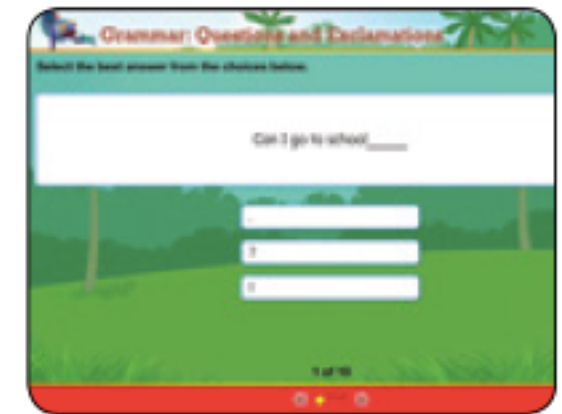 Grammar: Questions and Exclamations
Select the best answer from the choices below.
Can I go to school_____
.
?
!
1 of 10